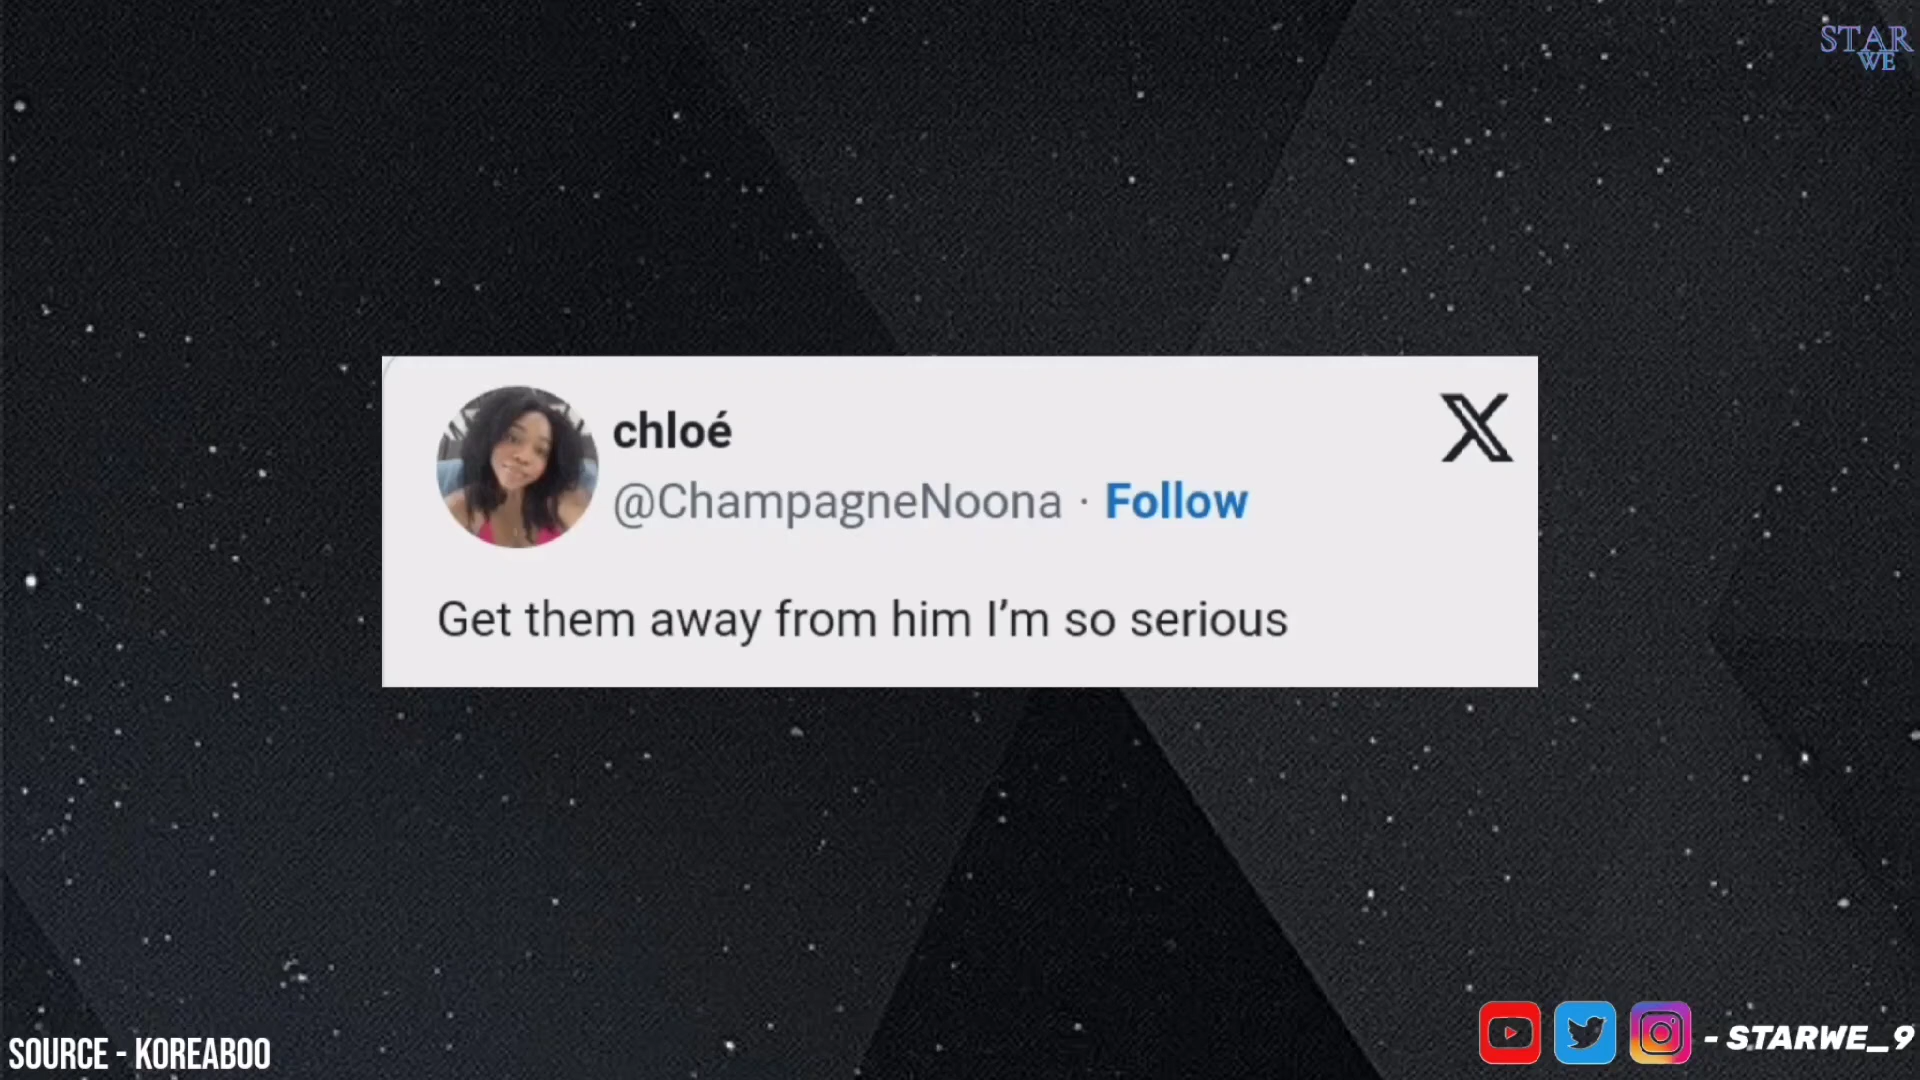 STAR
WE
chloé
@ChampagneNoona · Follow
Get them away from him I’m so serious
SOURCE - KOREABOO
- STARWE_9